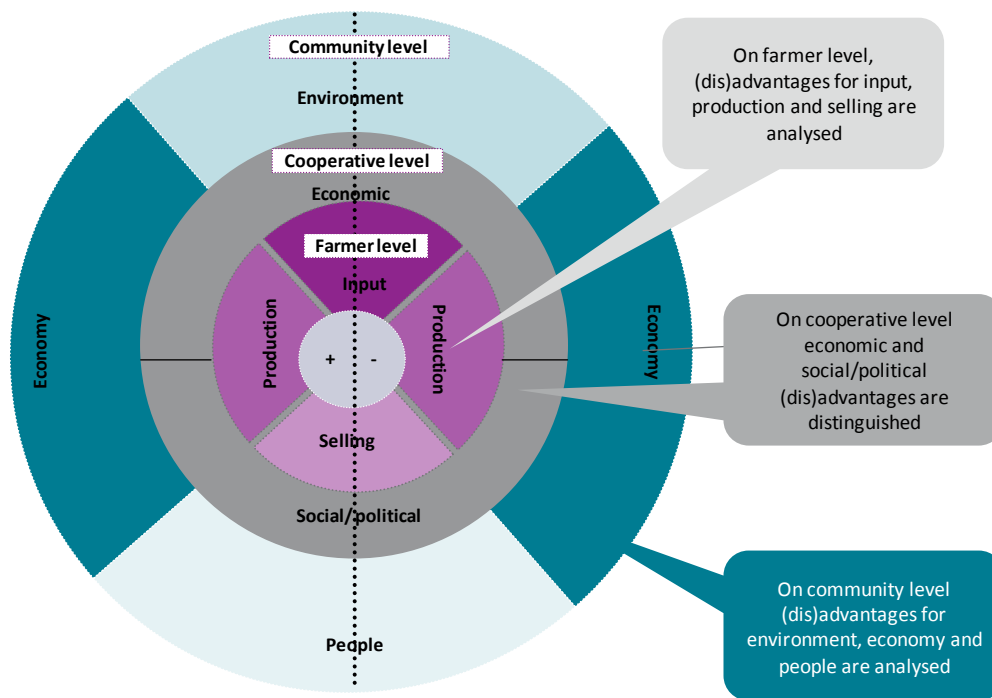 Community level
Environment
Cooperative level
Economic
Farmer level
Input
Production
+ -
Production
Selling
Social/political
People
Economy
Economy
On farmer level,
(dis)advantages for input,
production and selling are
analysed
On cooperative level
economic and
social/political
(dis)advantages are
distinguished
On community level
(dis)advantages for
environment, economy and
people are analysed